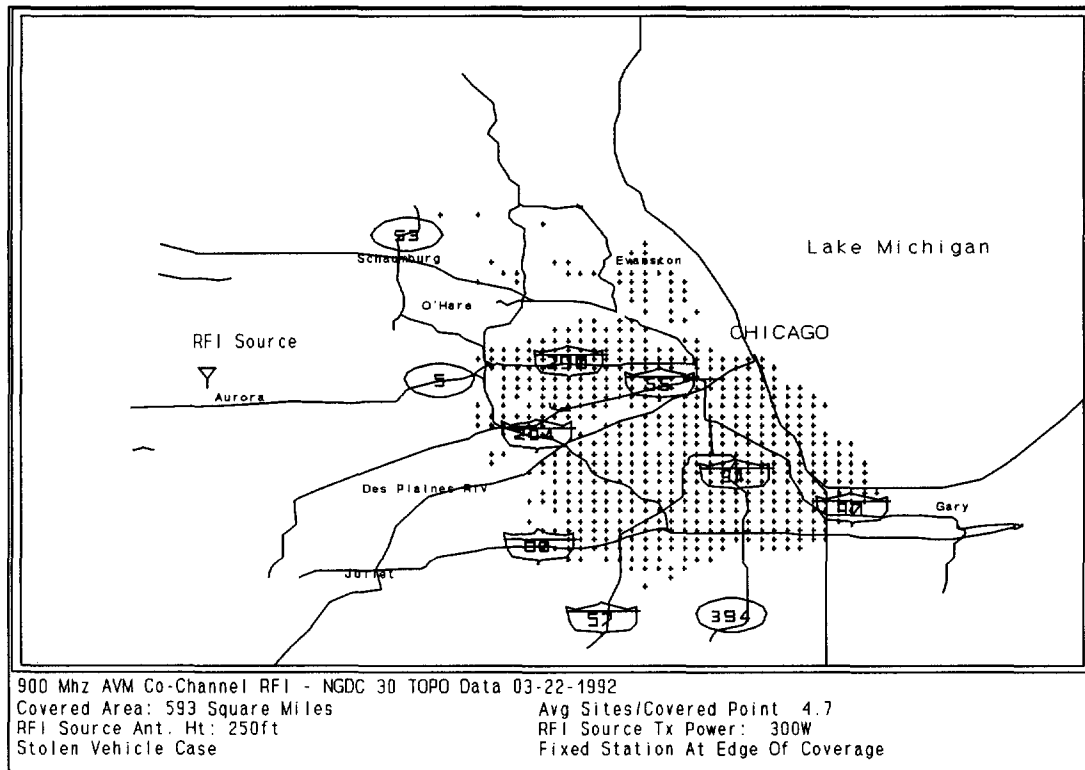 53
Schaumburg
Evanston
Lake Michigan
O'Hare
RFI Source
CHICAGO
290
5
55
Aurora
294
Des Plaines Riv
Gary
80
Joliet
57
394
900 Mhz AVM Co-Channel RFI - NGDC 30 TOPO Data 03-22-1992
Covered Area: 593 Square Miles
Avg Sites/Covered Point 4.7
RFI Source Ant. Ht: 250ft
RFI Source Tx Power: 300W
Stolen Vehicle Case
Fixed Station At Edge Of Coverage